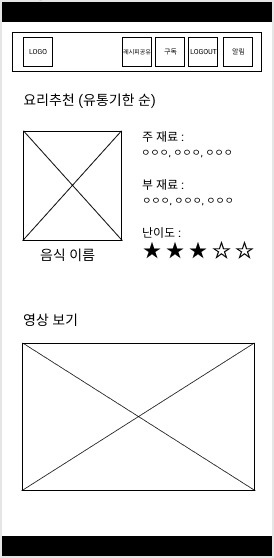 LOGO 레시피공유 구독 LOGOUT 알림
요리추천 (유통기한 순)
주 재료 :
ㅇㅇㅇ, ㅇㅇㅇ, ㅇㅇㅇ
부 재료 :
ㅇㅇㅇ, ㅇㅇㅇ, ㅇㅇㅇ
난이도 :
★★★☆☆
음식 이름
영상 보기